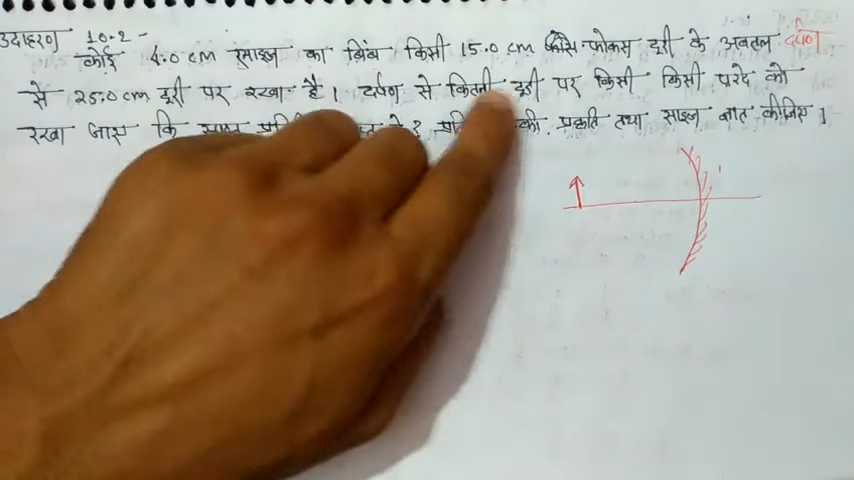 उदाहरण 10.2 -
कोई 4.0 cm साइज का बिंब किसी 15.0 cm फोकस दूरी के अवतल दर्पण
से 25.0 cm दूरी पर रखा है। दर्पण से कितनी दूरी पर किसी किसी परदे को
रखा जाए कि की प्रकृति तथा साइज ज्ञात कीजिए।